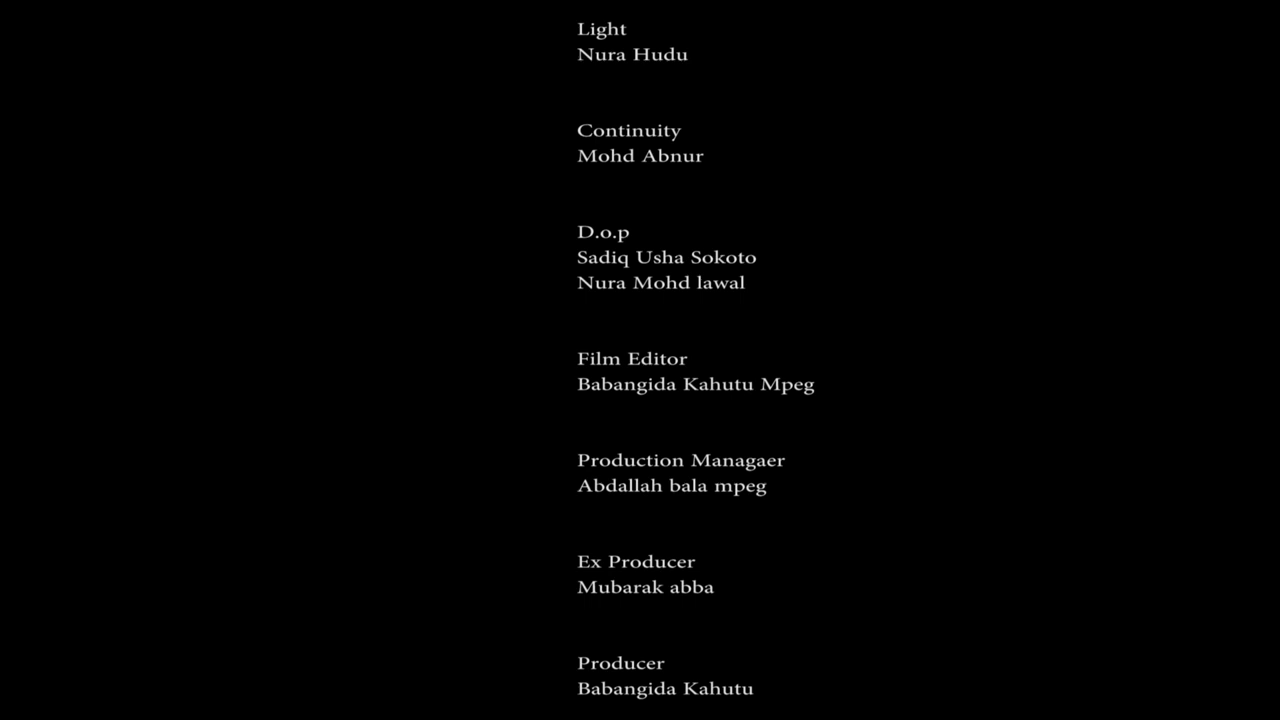 Light
Nura Hudu
Continuity
Mohd Abnur
D.o.p
Sadiq Usha Sokoto
Nura Mohd lawal
Film Editor
Babangida Kahutu Mpeg
Production Managaer
Abdallah bala mpeg
Ex Producer
Mubarak abba
Producer
Babangida Kahutu